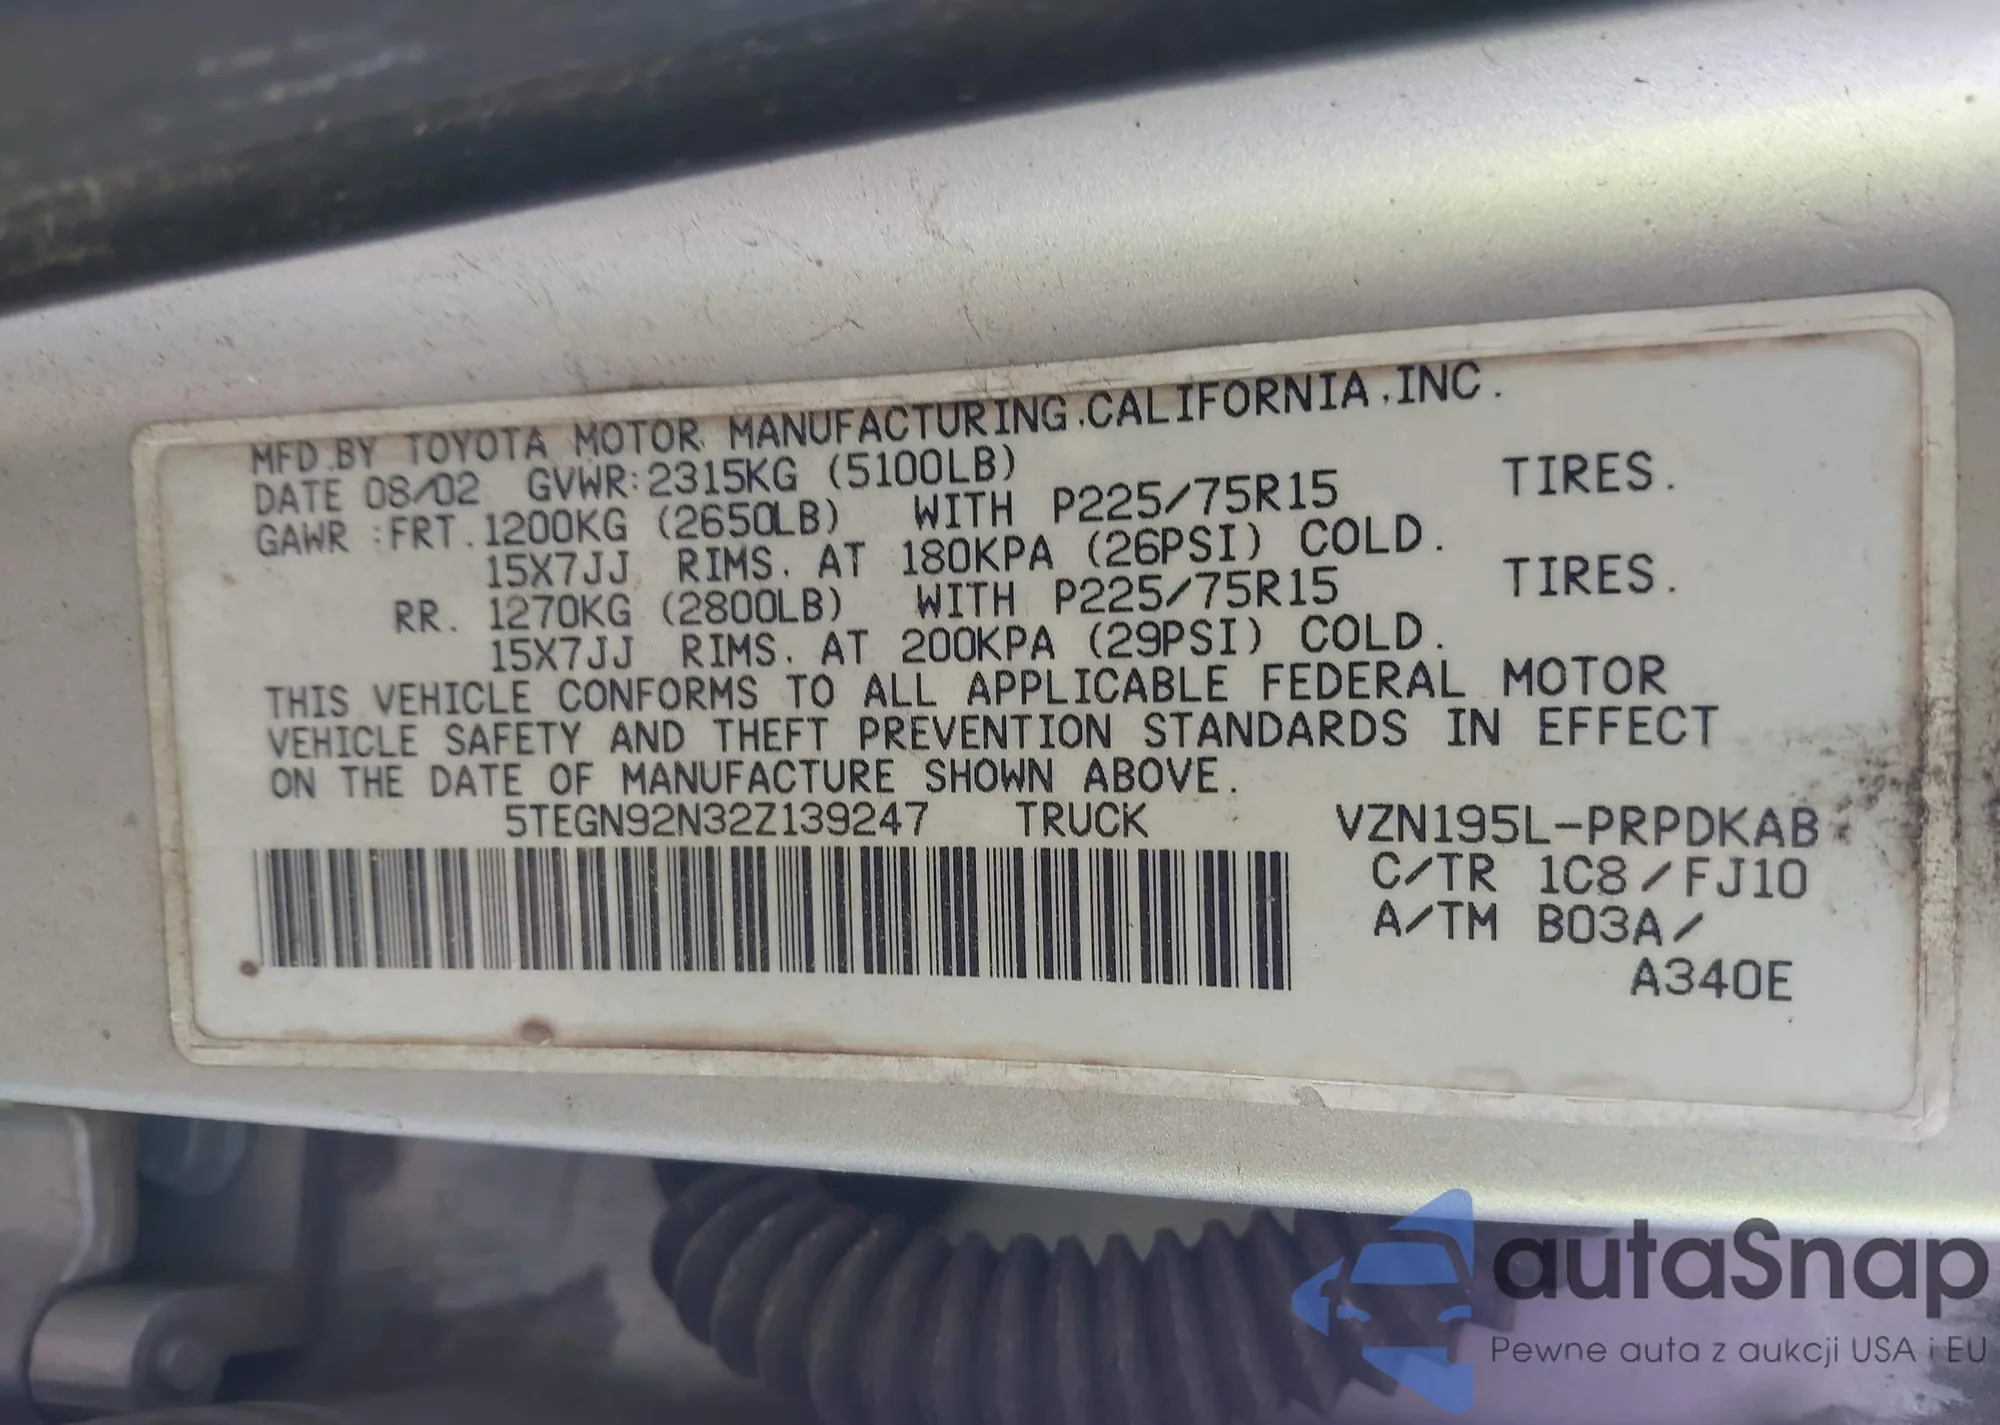 MFD.BY TOYOTA MOTOR MANUFACTURING.CALIFORNIA.INC.
DATE 08/02 GVWR:2315KG (5100LB)
GAWR :FRT. 1200KG (2650LB) WITH P225/75R15 TIRES.
15X7JJ RIMS. AT 180KPA (26PSI) COLD.
RR. 1270KG (2800LB) WITH P225/75R15 TIRES.
15X7JJ RIMS. AT 200KPA (29PSI) COLD.
THIS VEHICLE CONFORMS TO ALL APPLICABLE FEDERAL MOTOR
VEHICLE SAFETY AND THEFT PREVENTION STANDARDS IN EFFECT
ON THE DATE OF MANUFACTURE SHOWN ABOVE.
5TEGN92N32Z139247 TRUCK VZN195L-PRPDKAB
C/TR 1C8/FJ10
A/TM B03A/
A340E
autaSnap
Pewne auta z aukcji USA i EU